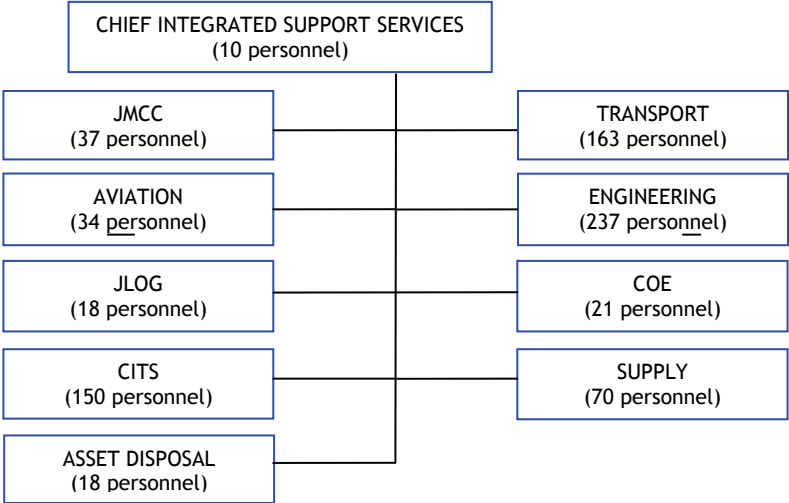 CHIEF INTEGRATED SUPPORT SERVICES
(10 personnel)
JMCC
(37 personnel)
TRANSPORT
(163 personnel)
AVIATION
(34 personnel)
ENGINEERING
(237 personnel)
JLOG
(18 personnel)
COE
(21 personnel)
CITS
(150 personnel)
SUPPLY
(70 personnel)
ASSET DISPOSAL
(18 personnel)